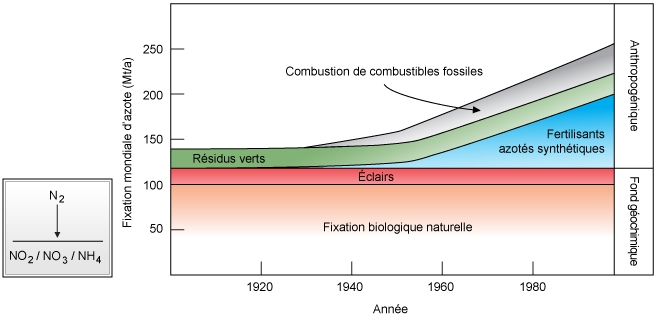 Fixation mondiale d'azote (Mt/a)
250
200
150
100
50
Combustion de combustibles fossiles
Résidus verts
Fertilisants
azotés synthétiques
Éclairs
Fixation biologique naturelle
Anthropogénique
Fond géochimique
N2
NO2 / NO3 / NH4
1920
1940
1960
1980
Année